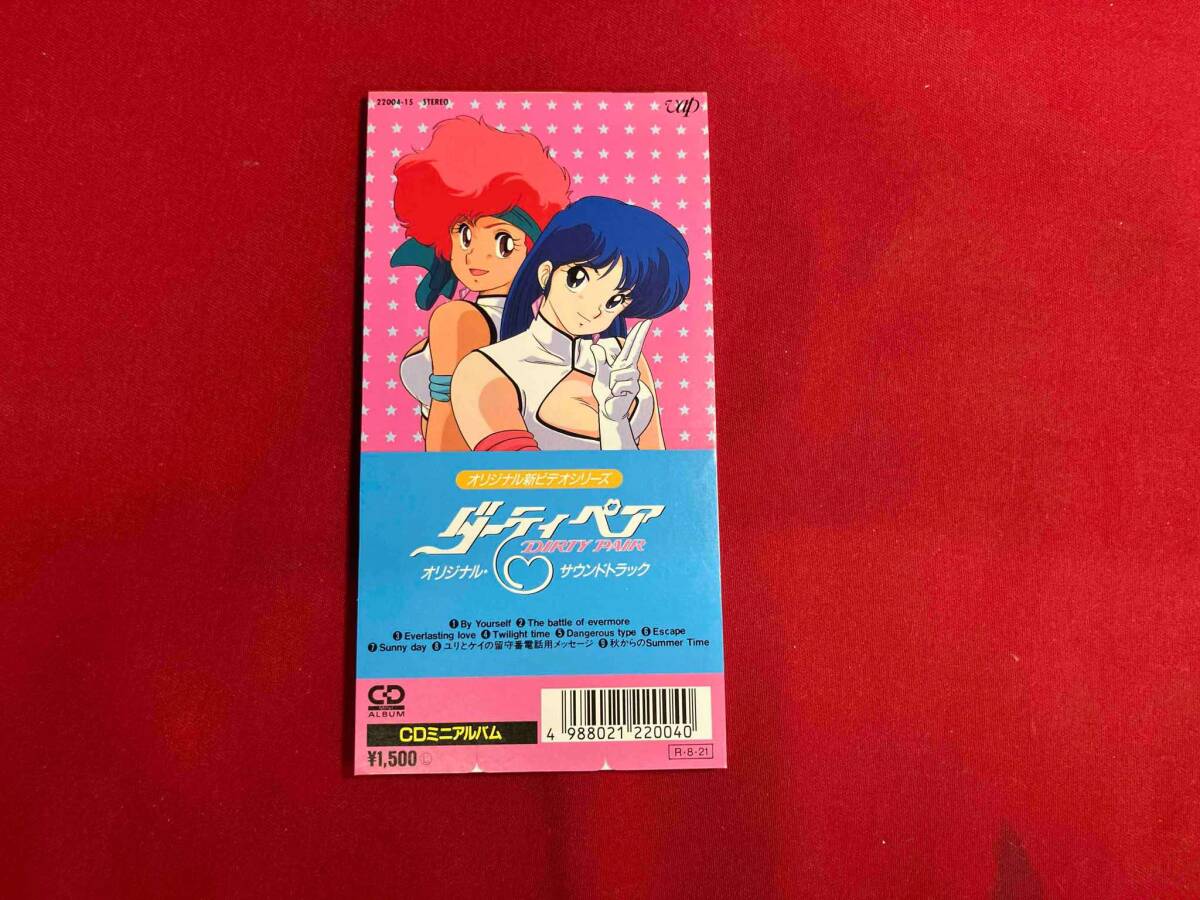 22004-15 STEREO
vap
オリジナル新ビデオシリーズ
ダーティペア
DIRTY PAIR
オリジナル・サウンドトラック
❶By Yourself ❷The battle of evermore
❸Everlasting love ❹Twilight time ❺Dangerous type ❻Escape
❼Sunny day ❽ユリとケイの留守番電話用メッセージ ❾秋からのSummer Time
CD
ALBUM
CDミニアルバム
¥1,500 Ⓛ
4 988021 220040
R・8・21